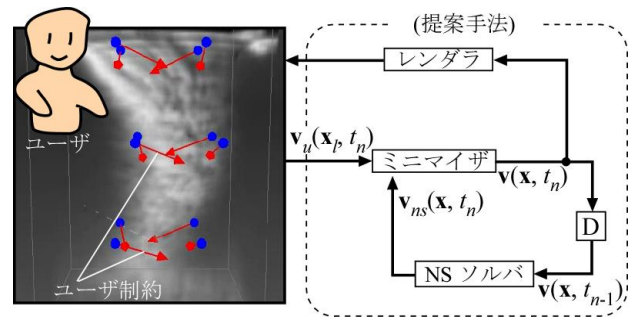 (提案手法)
レンダラ
ユーザ
v_u(x_l, t_n)
ミニマイザ
v(x, t_n)
v_ns(x, t_n)
D
NS ソルバ
ユーザ制約
v(x, t_{n-1})